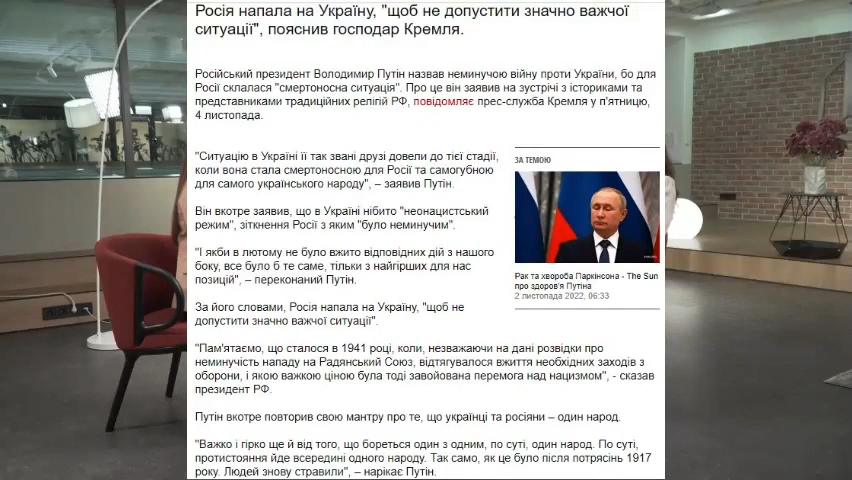 Росія напала на Україну, "щоб не допустити значно важчої
ситуації", пояснив господар Кремля.
Російський президент Володимир Путін назвав неминучою війну проти України, бо для
Росії склалася "смертоносна ситуація". Про це він заявив на зустрічі з істориками та
представниками традиційних релігій РФ, повідомляє прес-служба Кремля у п'ятницю,
4 листопада.
"Ситуацію в Україні її так звані друзі довели до тієї стадії,
коли вона стала смертоносною для Росії та самогубною
для самого українського народу", – заявив Путін.
Він вкотре заявив, що в Україні нібито "неонацистський
режим", зіткнення Росії з яким "було неминучим".
"І якби в лютому не було вжито відповідних дій з нашого
боку, все було б те саме, тільки з найгірших для нас
позицій", – переконаний Путін.
За його словами, Росія напала на Україну, "щоб не
допустити значно важчої ситуації".
ЗА ТЕМОЮ
Рак та хвороба Паркінсона - The Sun
про здоров'я Путіна
2 листопада 2022, 06:33
"Пам'ятаємо, що сталося в 1941 році, коли, незважаючи на дані розвідки про
неминучість нападу на Радянський Союз, відтягувалося вжиття необхідних заходів з
оборони, і якою важкою ціною була тоді завойована перемога над нацизмом", - сказав
президент РФ.
Путін вкотре повторив свою мантру про те, що українці та росіяни – один народ.
"Важко і гірко ще й від того, що бореться один з одним, по суті, один народ. По суті,
протистояння йде всередині одного народу. Так само, як це було після потрясінь 1917
року. Людей знову стравили", – нарікає Путін.